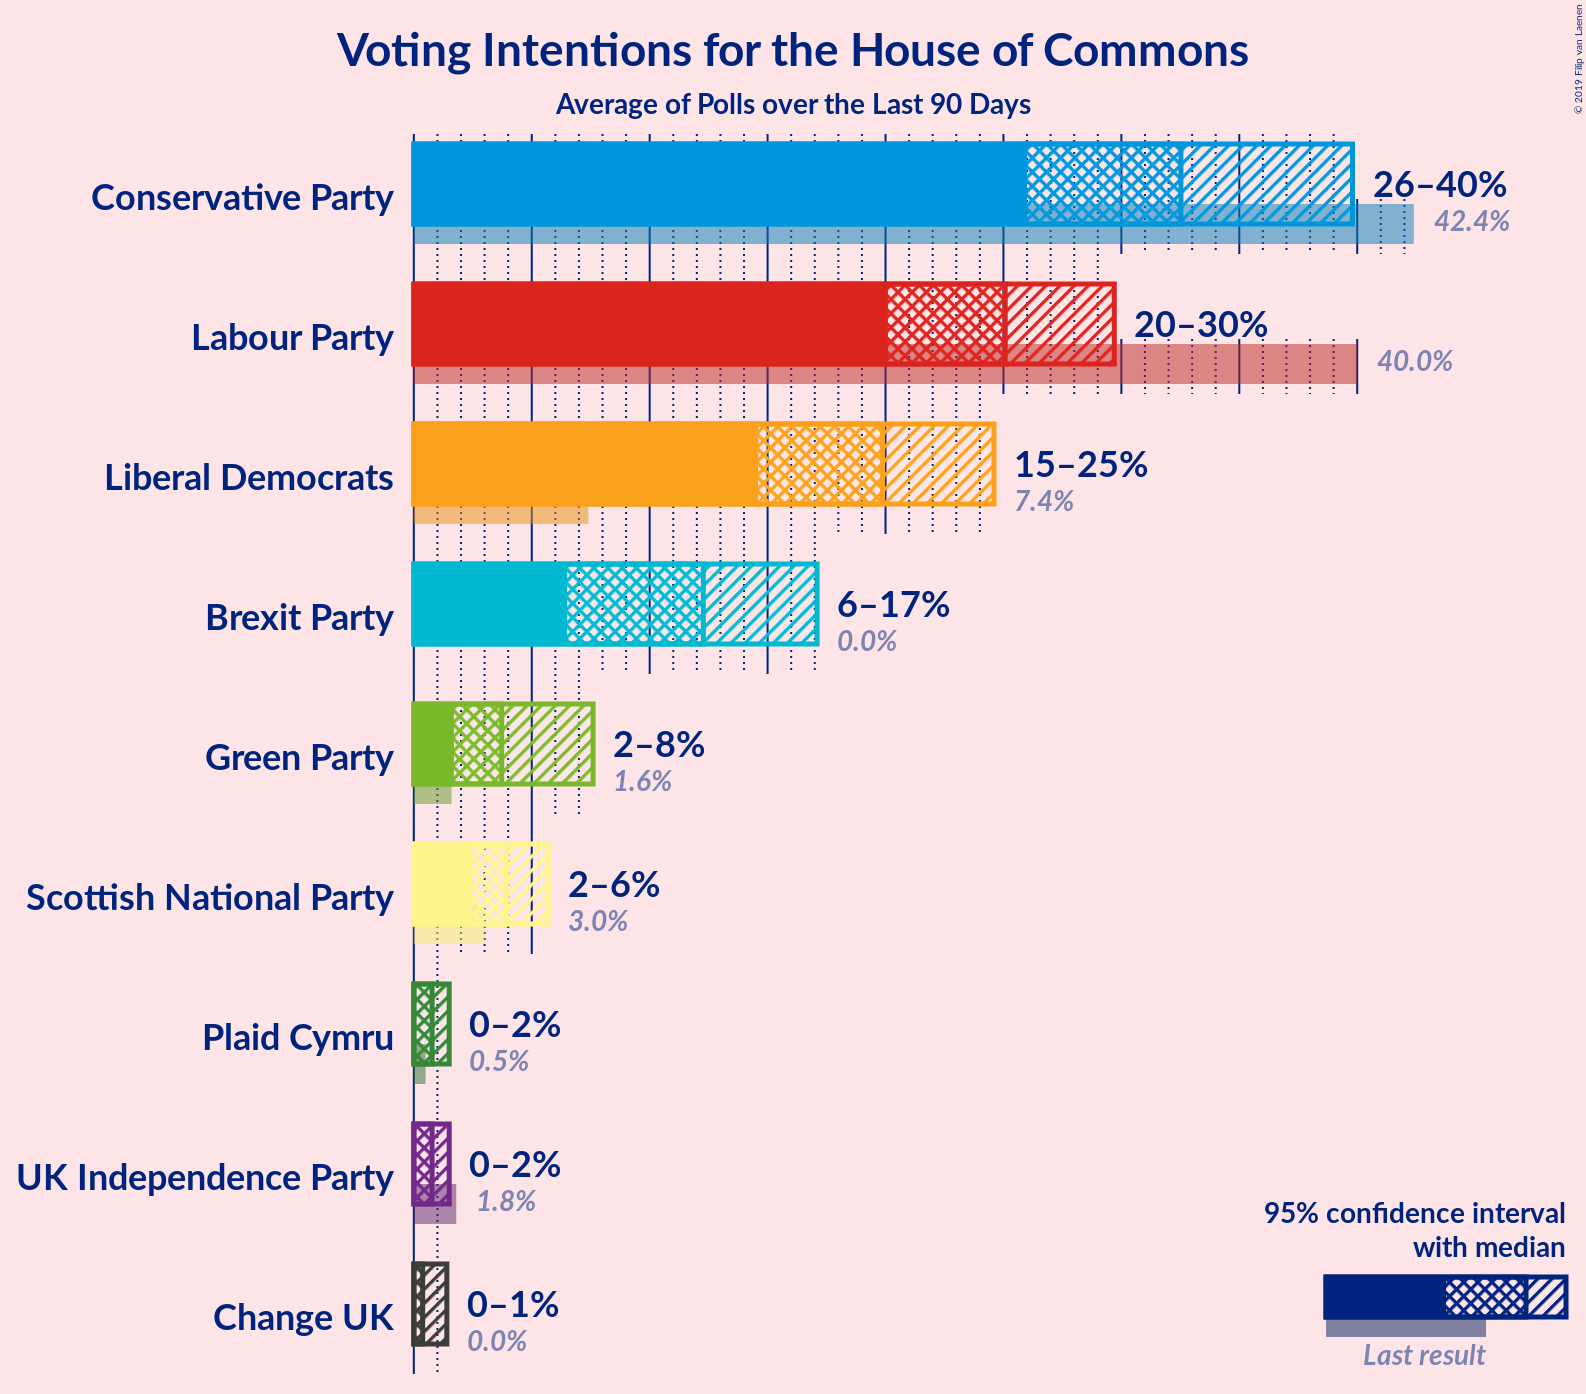 Voting Intentions for the House of Commons
Average of Polls over the Last 90 Days
© 2019 Filip van Laenen
Conservative Party
26–40%
42.4%
Labour Party
20–30%
40.0%
Liberal Democrats
15–25%
7.4%
Brexit Party
6–17%
0.0%
Green Party
2–8%
1.6%
Scottish National Party
2–6%
3.0%
Plaid Cymru
0–2%
0.5%
UK Independence Party
0–2%
1.8%
Change UK
0–1%
0.0%
95% confidence interval
with median
Last result